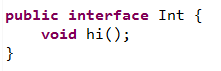 public interface Int {
    void hi();
}